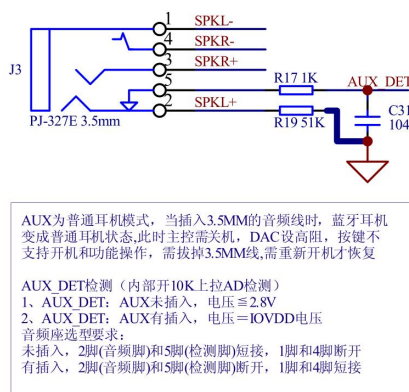 1 SPKL-
4 SPKR-
J3
3 SPKR+
5 R17 1K AUX_DET
2 SPKL+
PJ-327E 3.5mm
R19 51K
C31
104
AUX为普通耳机模式，当插入3.5MM的音频线时，蓝牙耳机
变成普通耳机状态,此时主控需关机，DAC设高阻，按键不
支持开机和功能操作，需拔掉3.5MM线,需重新开机才恢复
AUX_DET检测（内部开10K上拉AD检测）
1、AUX_DET：AUX未插入，电压≦2.8V
2、AUX_DET：AUX有插入，电压＝IOVDD电压
音频座选型要求：
未插入，2脚(音频脚)和5脚(检测脚)短接，1脚和4脚断开
有插入，2脚(音频脚)和5脚(检测脚)断开，1脚和4脚短接